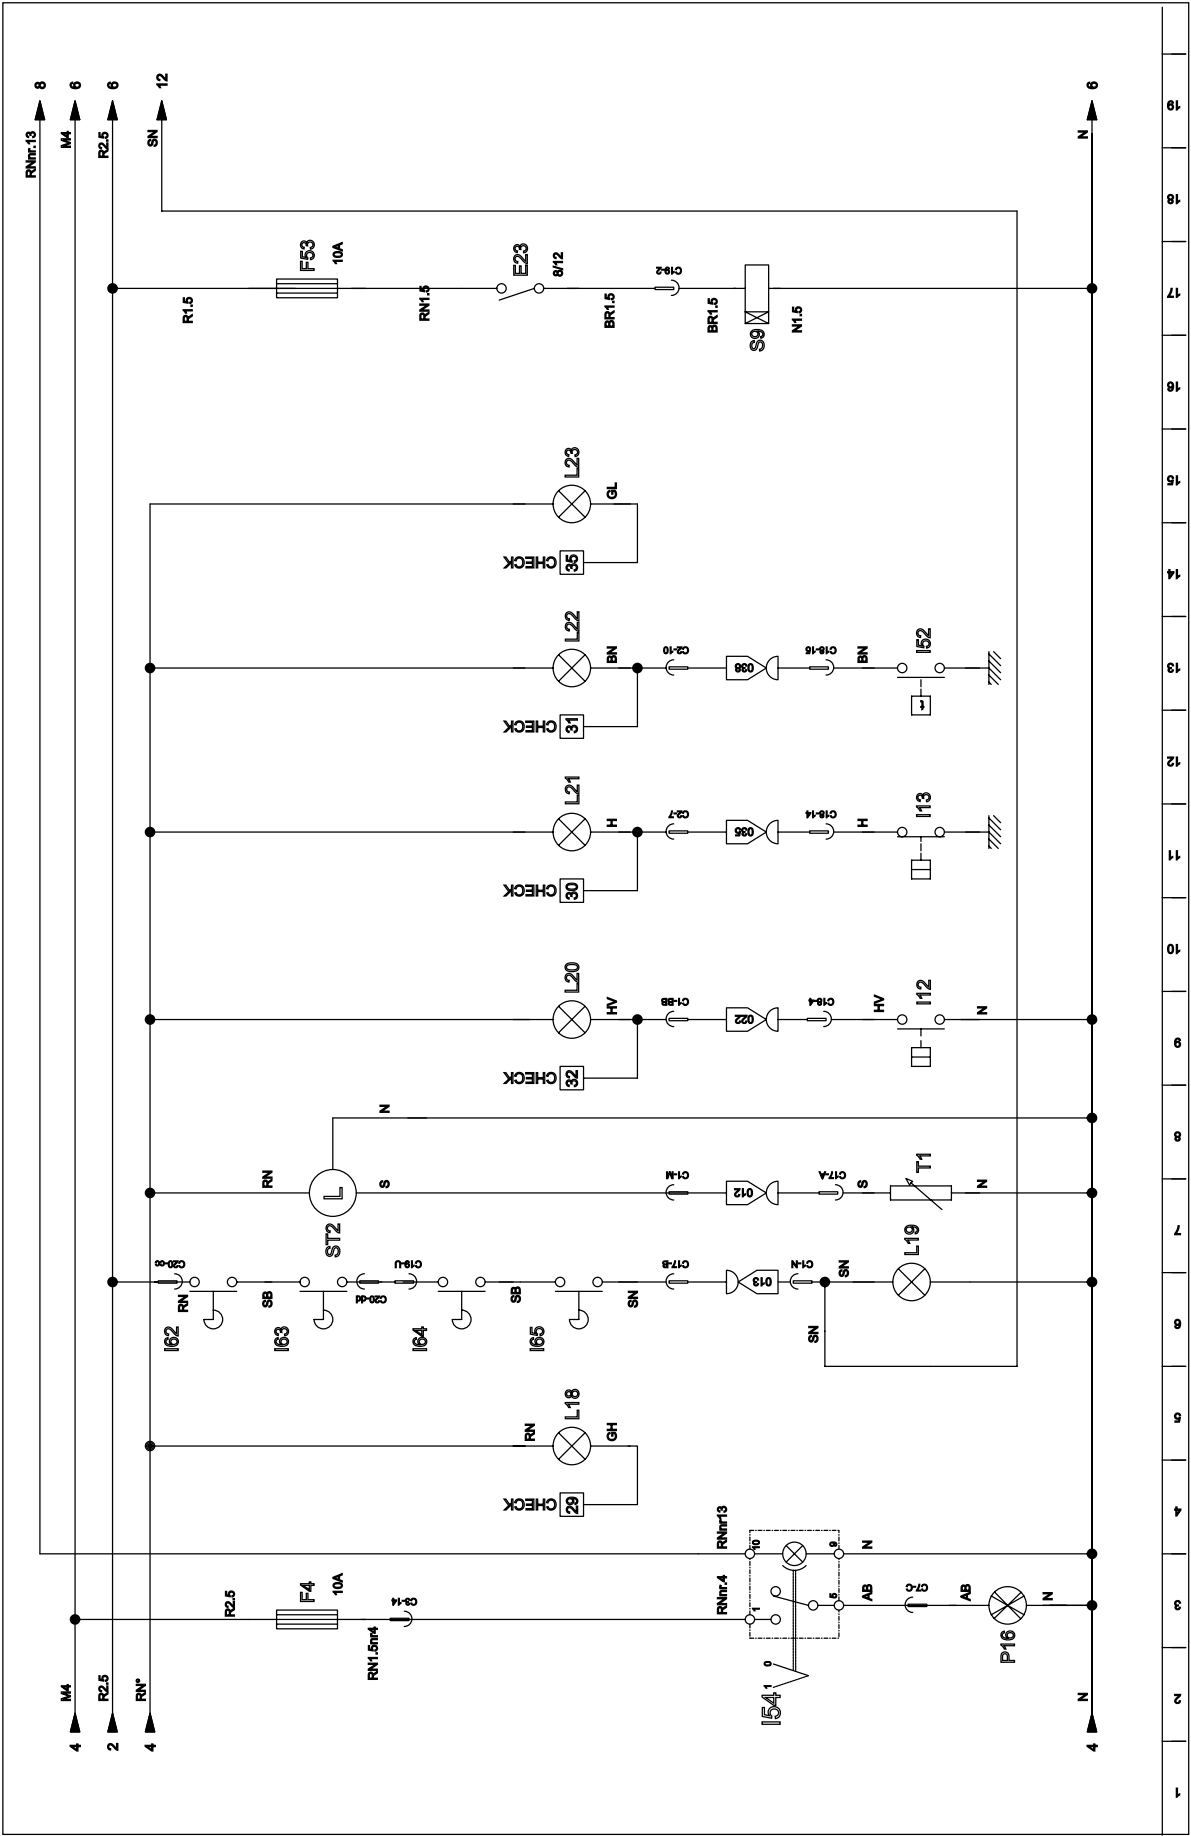 4 M4
2 R2.5
4 RN°
4 N
R2.5
F4
10A
RN1.5nr4
C3-14
RNnr.4
RNnr13
I54
1 0
1
10
5
9
AB
N
C7-C
AB
P16
N
RN
L18
GH
CHECK 29
C20-cc
RN
I62
SB
I63
C20-dd
C19-U
I64
SB
I65
SN
C17-B
013
C1-N
SN
SN
L19
RN
ST2
L
S
N
C1-M
012
C17-A
S
T1
N
L20
HV
CHECK 32
C1-BB
022
C18-4
HV
I12
N
L21
H
CHECK 30
C2-7
035
C18-14
H
I13
L22
BN
CHECK 31
C2-10
038
C18-15
BN
I52
t
L23
GL
CHECK 35
R1.5
F53
10A
RN1.5
E23
8/12
BR1.5
C19-2
BR1.5
S9
N1.5
RNnr.13 8
M4 6
R2.5 6
SN 12
N 6
1 2 3 4 5 6 7 8 9 10 11 12 13 14 15 16 17 18 19